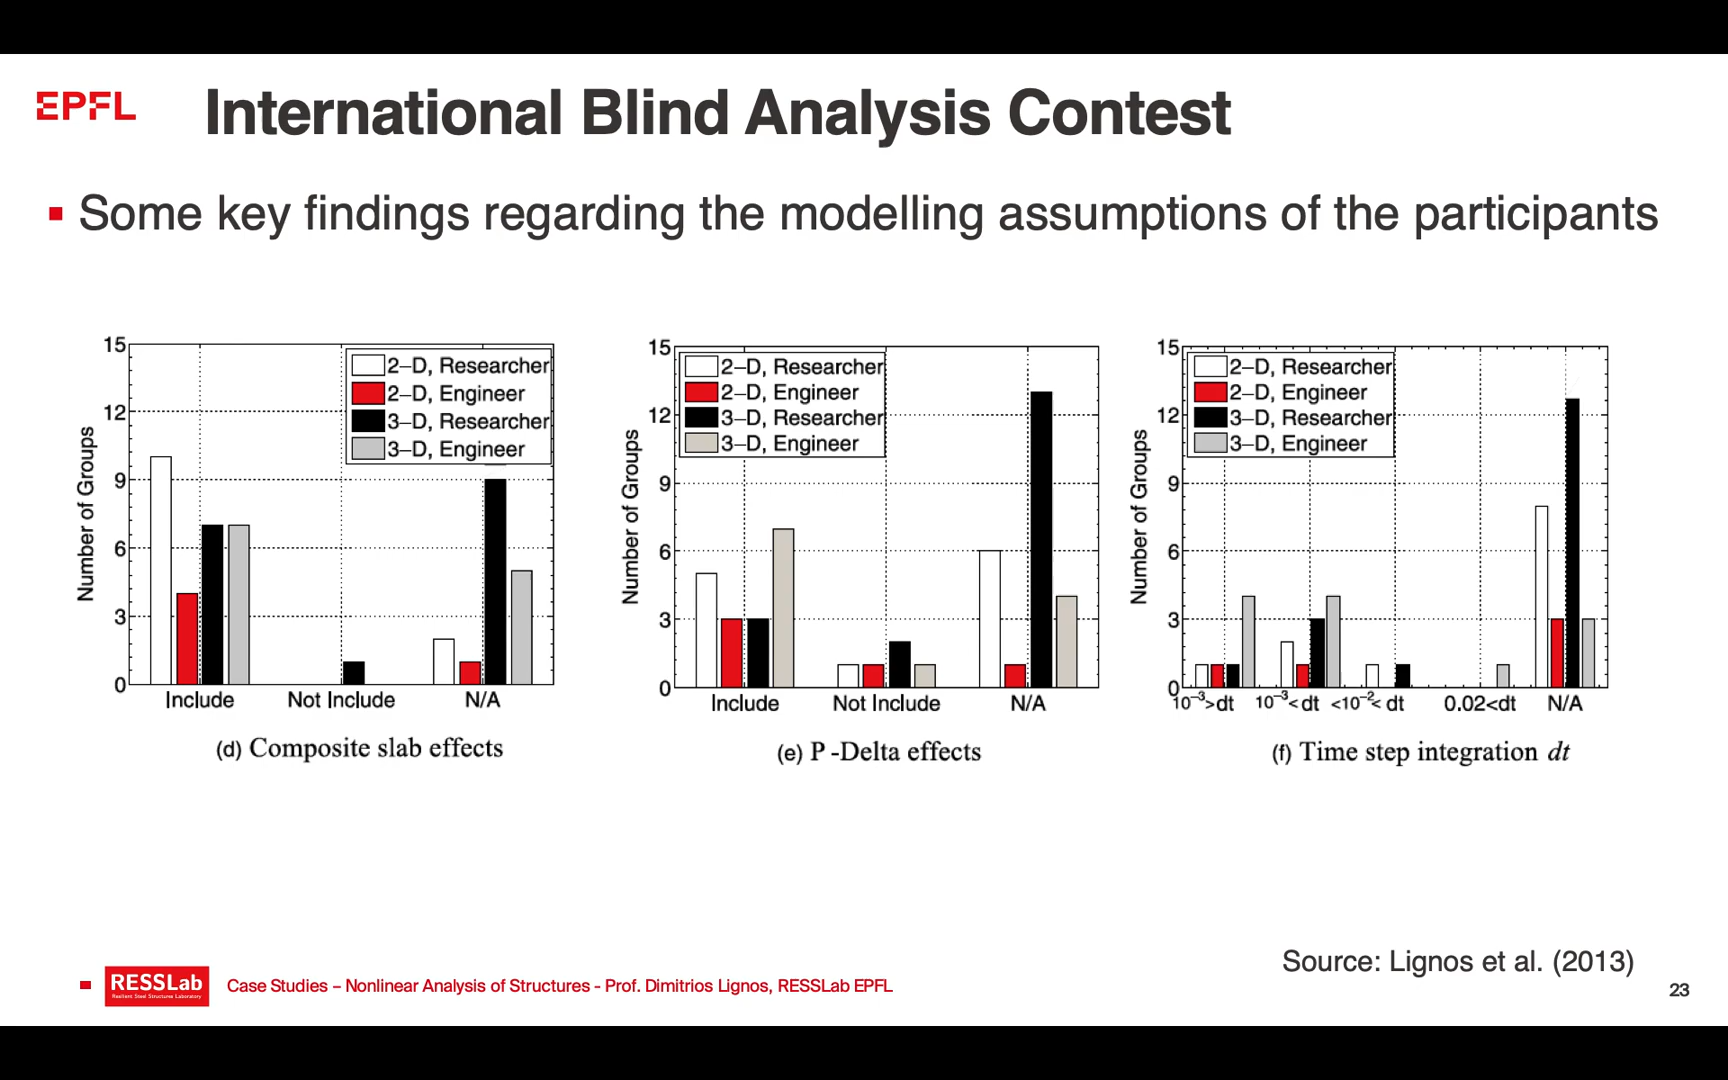 EPFL
International Blind Analysis Contest
Some key findings regarding the modelling assumptions of the participants
15
12
9
6
3
0
Number of Groups
2–D, Researcher
2–D, Engineer
3–D, Researcher
3–D, Engineer
Include Not Include N/A
(d) Composite slab effects
15
12
9
6
3
0
Number of Groups
2–D, Researcher
2–D, Engineer
3–D, Researcher
3–D, Engineer
Include Not Include N/A
(e) P -Delta effects
15
12
9
6
3
0
Number of Groups
2–D, Researcher
2–D, Engineer
3–D, Researcher
3–D, Engineer
10⁻³>dt 10⁻³< dt <10⁻²< dt 0.02<dt N/A
(f) Time step integration dt
Source: Lignos et al. (2013)
RESSLab
Resilient Steel Structures Laboratory
Case Studies – Nonlinear Analysis of Structures - Prof. Dimitrios Lignos, RESSLab EPFL
23